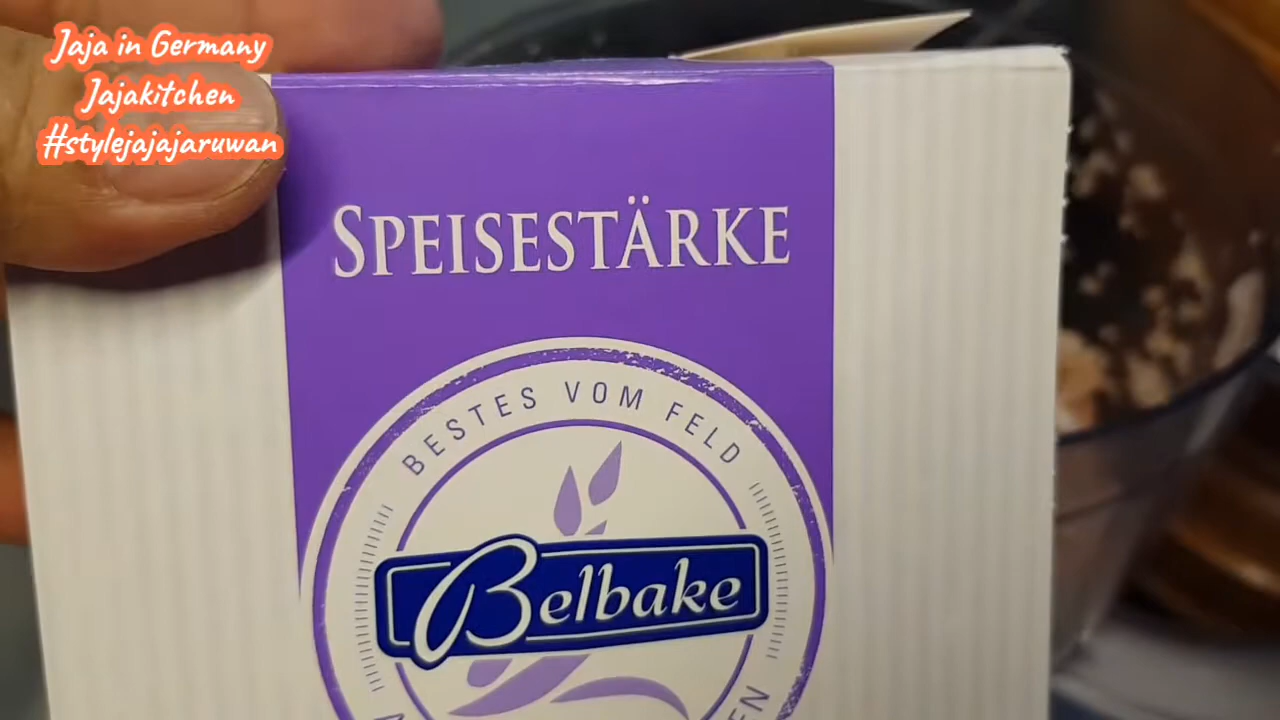 Jaja in Germany
Jajakitchen
#stylejajajaruwan
SPEISESTÄRKE
BESTES VOM FELD
Belbake